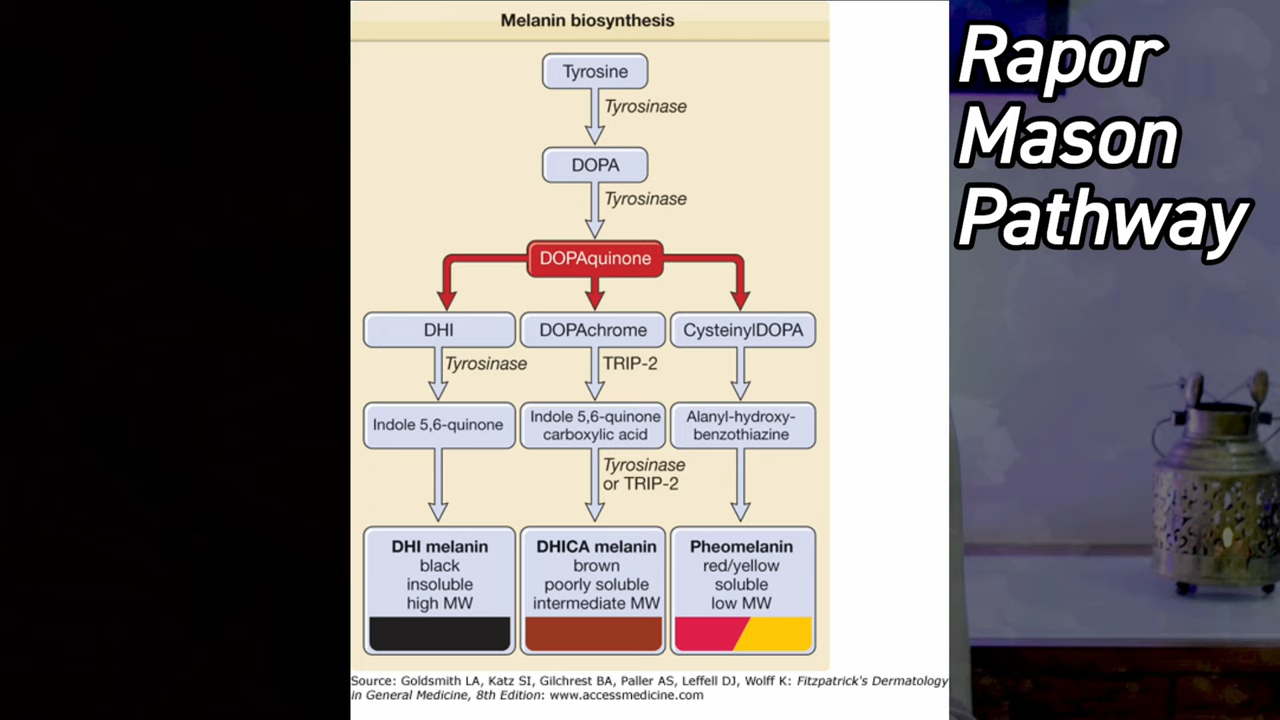 Melanin biosynthesis
Tyrosine
Tyrosinase
DOPA
Tyrosinase
DOPAquinone
DHI
DOPAchrome
CysteinylDOPA
Tyrosinase
TRIP-2
Indole 5,6-quinone
Indole 5,6-quinone
carboxylic acid
Alanyl-hydroxy-
benzothiazine
Tyrosinase
or TRIP-2
DHI melanin
black
insoluble
high MW
DHICA melanin
brown
poorly soluble
intermediate MW
Pheomelanin
red/yellow
soluble
low MW
Source: Goldsmith LA, Katz SI, Gilchrest BA, Paller AS, Leffell DJ, Wolff K: Fitzpatrick's Dermatology
in General Medicine, 8th Edition: www.accessmedicine.com
Rapor
Mason
Pathway